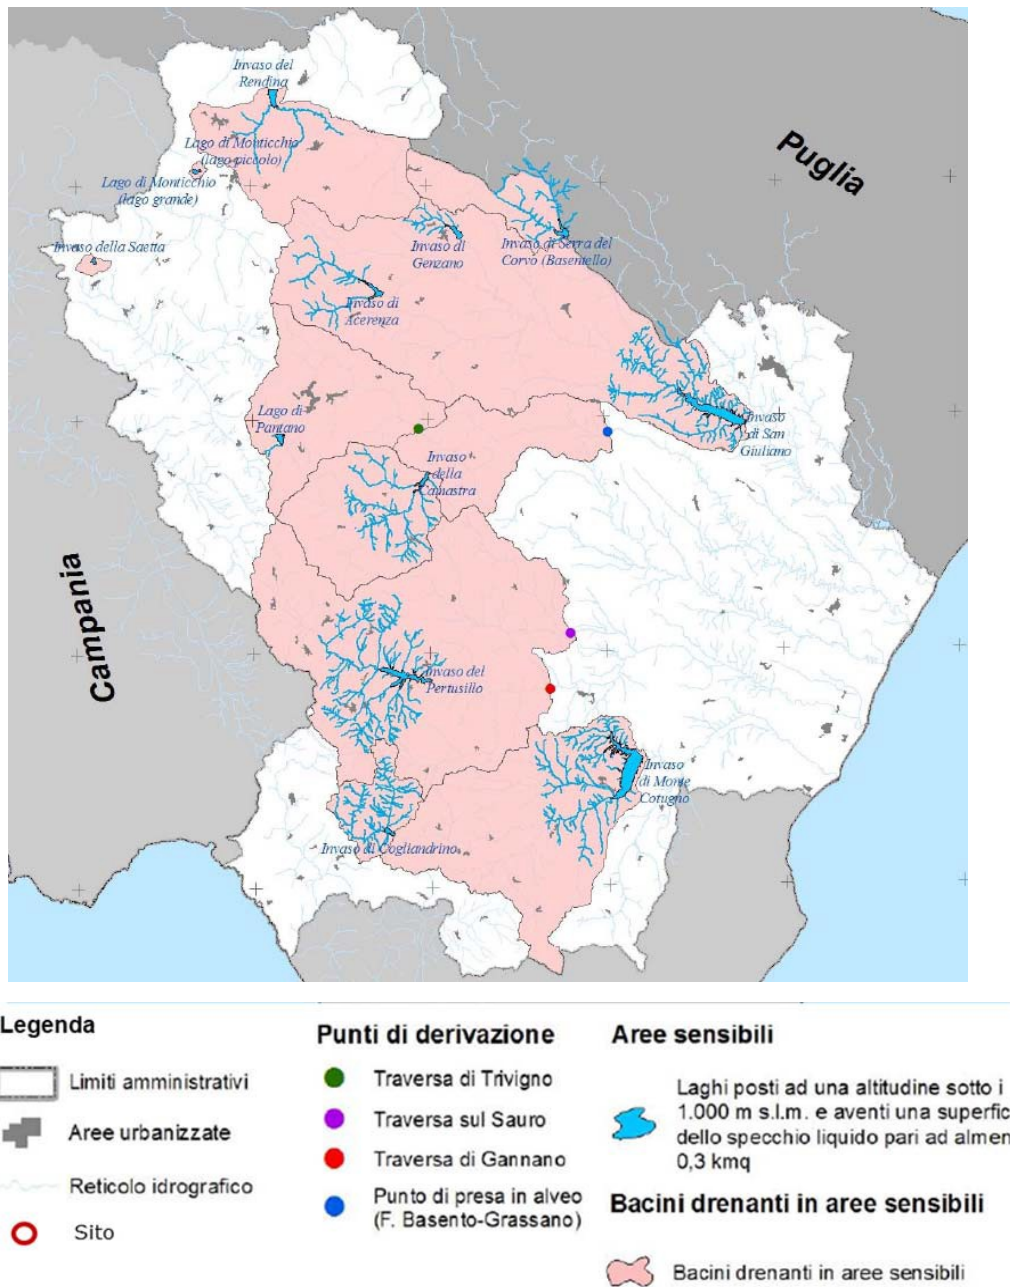 Invaso del
Rendina
Lago di Monticchio
(lago piccolo)
Lago di Monticchio
(lago grande)
Invaso della Saetta
Puglia
Invaso di
Genzano
Invaso di Serra del
Corvo (Basentello)
Invaso di
Acerenza
Lago di
Pantano
Invaso
di San
Giuliano
Invaso
della
Camastra
Campania
Invaso del
Pertusillo
Invaso
di Monte
Cotugno
Invaso di Cogliandrino
Legenda
Limiti amministrativi
Aree urbanizzate
Reticolo idrografico
Sito
Punti di derivazione
Traversa di Trivigno
Traversa sul Sauro
Traversa di Gannano
Punto di presa in alveo
(F. Basento-Grassano)
Aree sensibili
Laghi posti ad una altitudine sotto i
1.000 m s.l.m. e aventi una superfic
dello specchio liquido pari ad almen
0,3 kmq
Bacini drenanti in aree sensibili
Bacini drenanti in aree sensibili